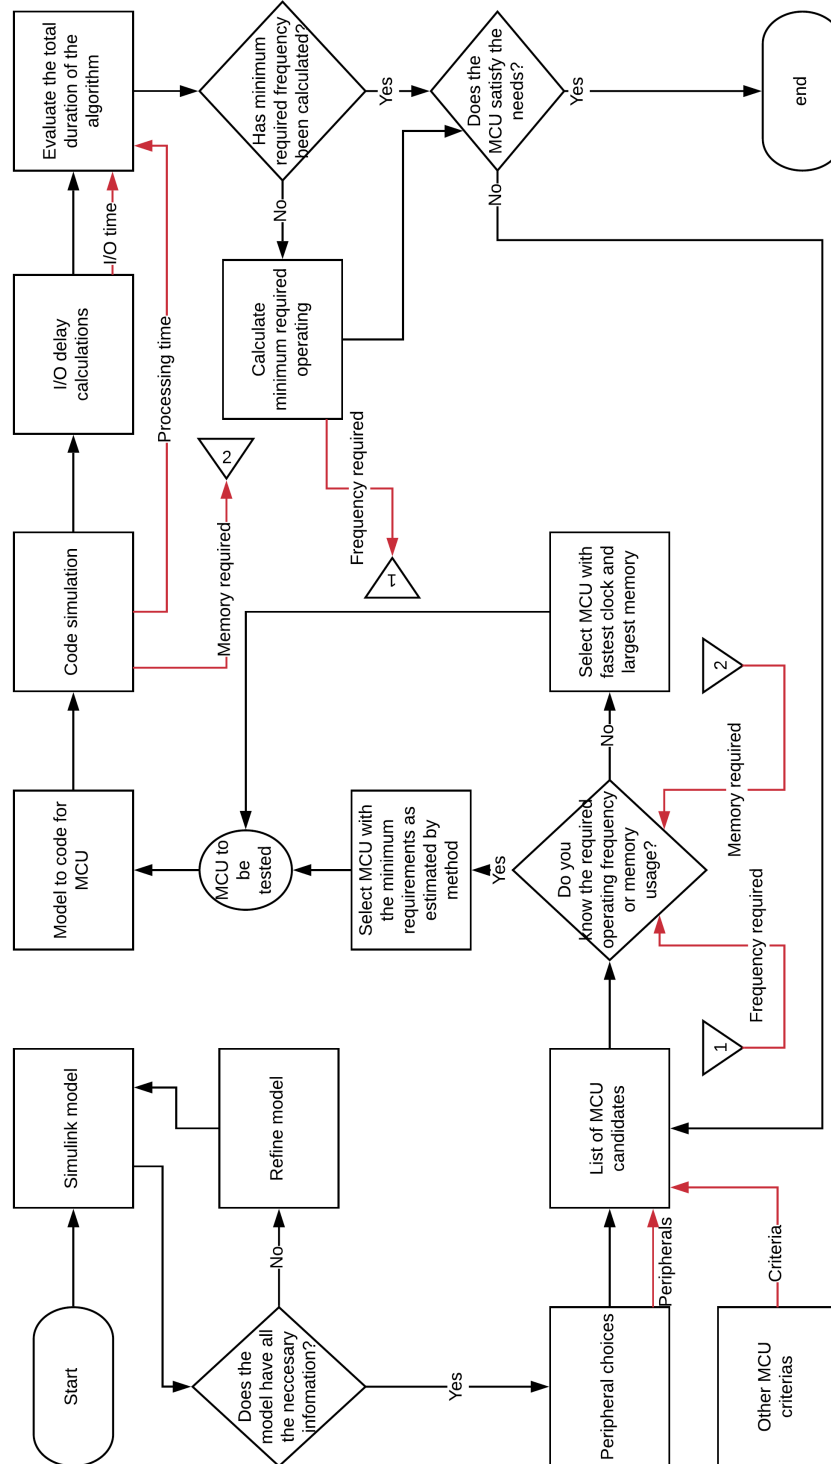 Start
Simulink model
Does the
model have all
the neccesary
infomation?
No
Refine model
Yes
Peripheral choices
Peripherals
Other MCU
criterias
Criteria
List of MCU
candidates
1
Frequency required
2
Memory required
Do you
know the required
operating frequency
or memory
usage?
Yes
No
Select MCU with
the minimum
requirements as
estimated by
method
Select MCU with
fastest clock and
largest memory
MCU to
be
tested
Model to code for
MCU
Code simulation
Memory required
2
Processing time
I/O delay
calculations
I/O time
Evaluate the total
duration of the
algorithm
Has minimum
required frequency
been calculated?
No
Yes
Calculate
minimum required
operating
Frequency required
1
Does the
MCU satisfy the
needs?
No
Yes
end